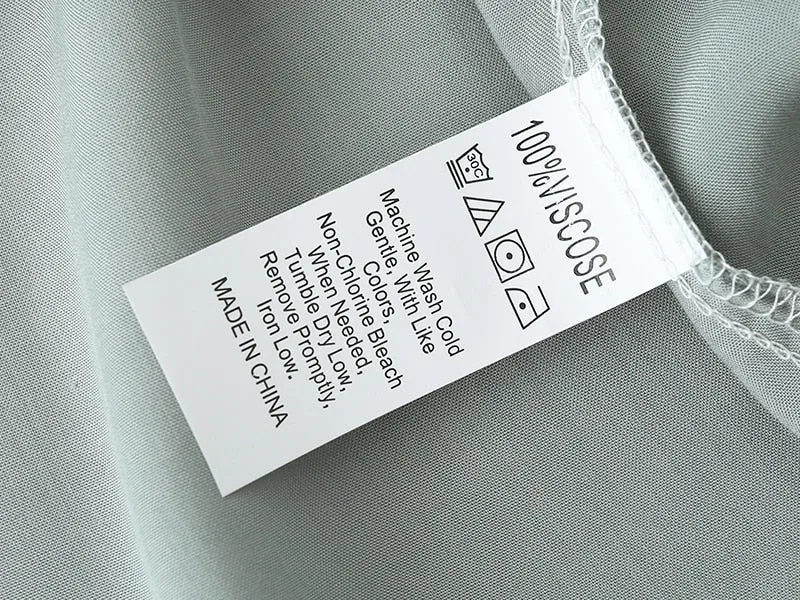 100%VISCOSE
30C
Machine Wash Cold
Gentle, With Like
Colors,
Non-Chlorine Bleach
When Needed,
Tumble Dry Low,
Remove Promptly,
Iron Low.
MADE IN CHINA